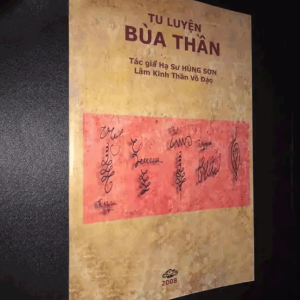 TU LUYỆN
BÙA THẦN
Tác giả Hạ Sư HÙNG SƠN
Lâm Kinh Thần Võ Đạo
2008